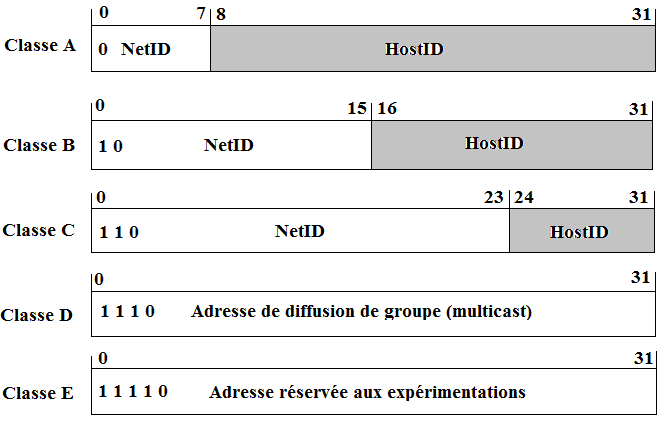 0 7 8 31
Classe A 0 NetID HostID
0 15 16 31
Classe B 1 0 NetID HostID
0 23 24 31
Classe C 1 1 0 NetID HostID
0 31
Classe D 1 1 1 0 Adresse de diffusion de groupe (multicast)
0 31
Classe E 1 1 1 1 0 Adresse réservée aux expérimentations